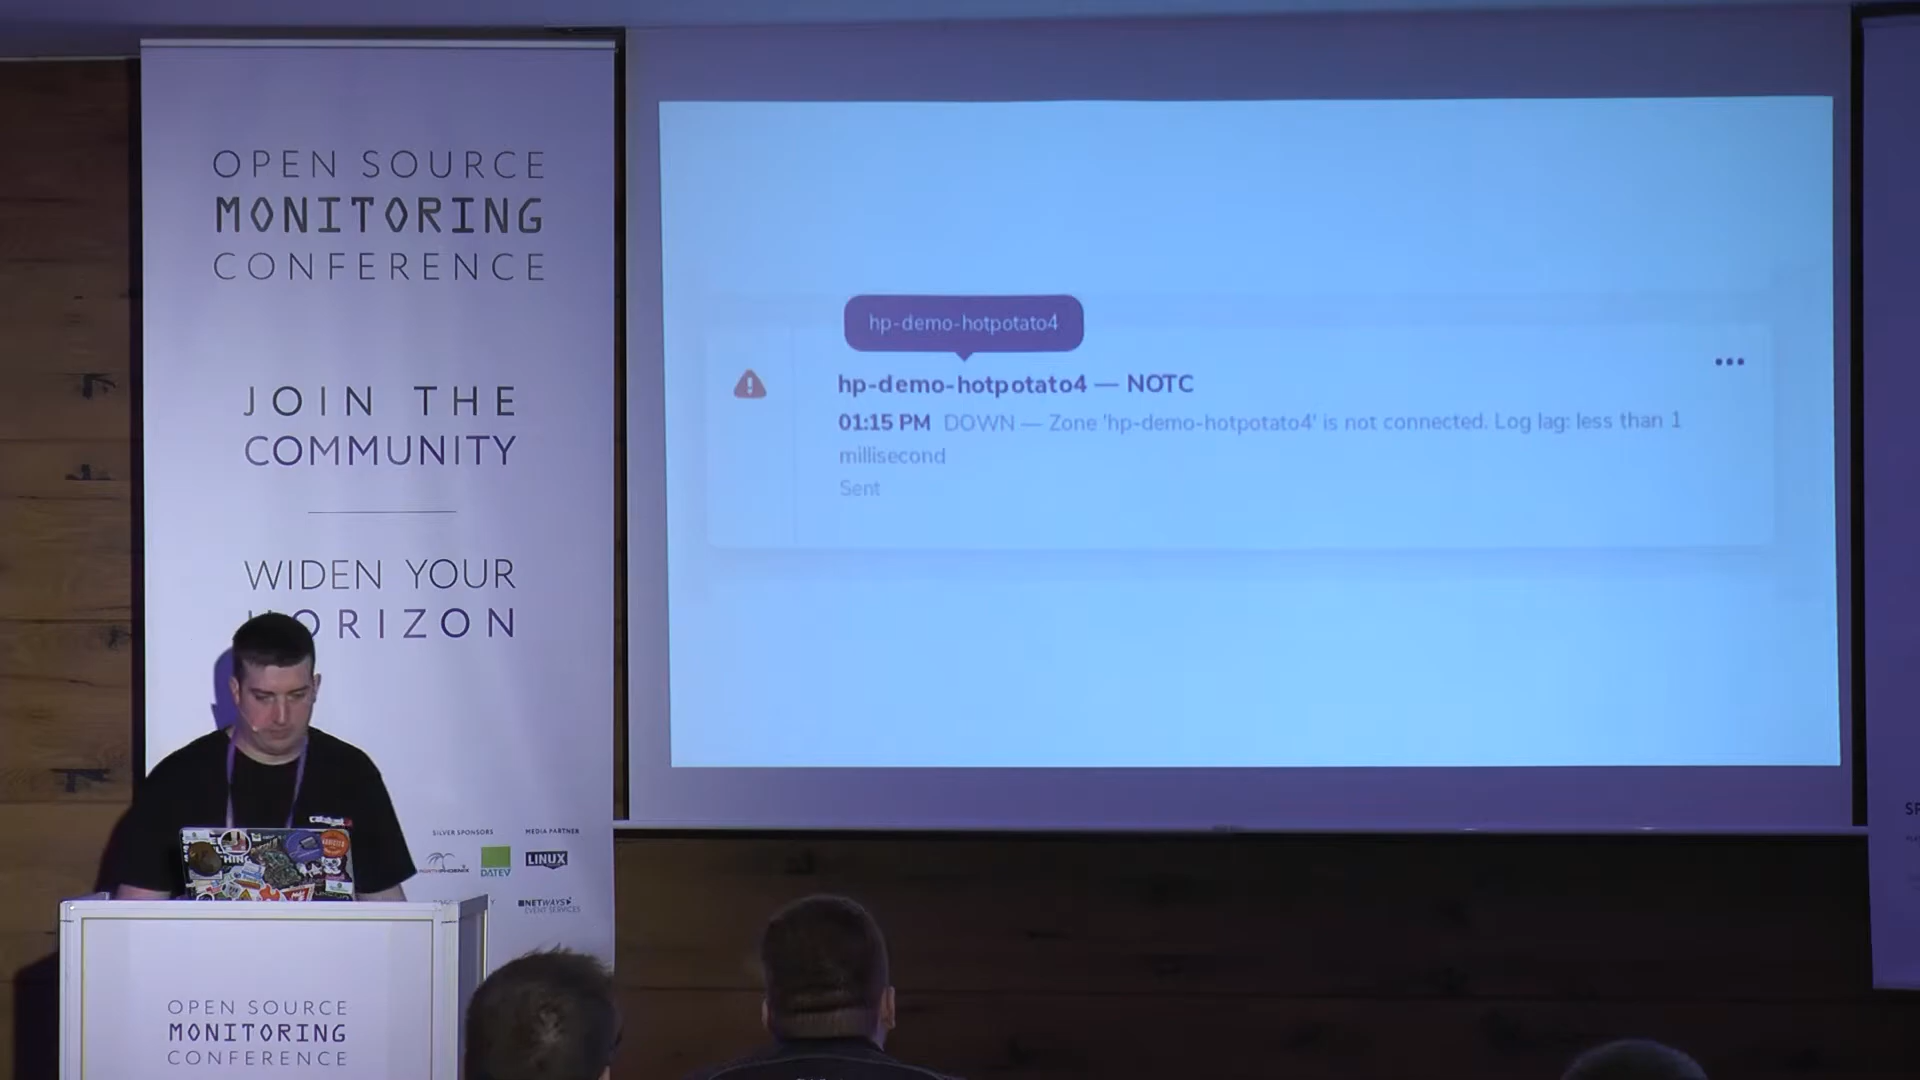 OPEN SOURCE
MONITORING
CONFERENCE
JOIN THE
COMMUNITY
WIDEN YOUR
ORIZON
SILVER SPONSORS
MEDIA PARTNER
DATEV
LINUX
NETWAYS
EVENT SERVICES
hp-demo-hotpotato4
hp-demo-hotpotato4 — NOTC
01:15 PM DOWN — Zone 'hp-demo-hotpotato4' is not connected. Log lag: less than 1
millisecond
Sent
catalyst
OPEN SOURCE
MONITORING
CONFERENCE